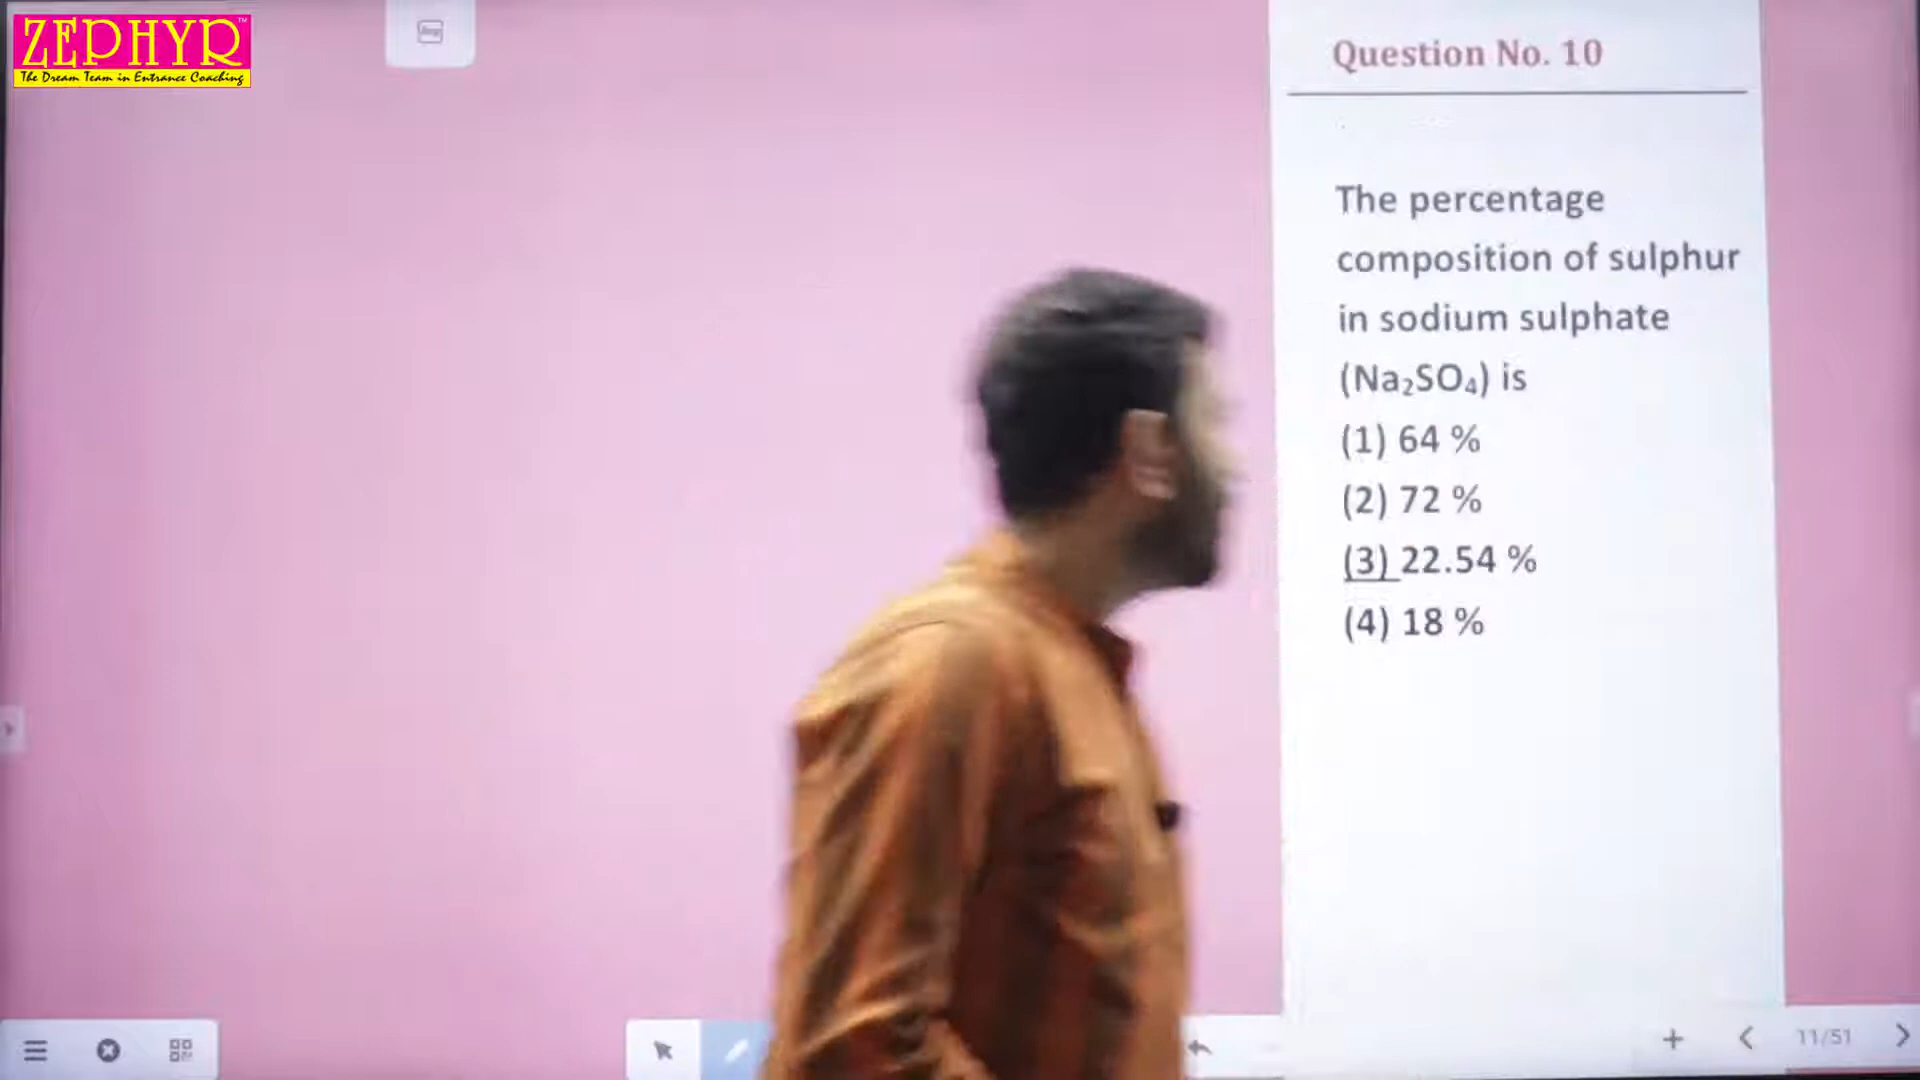 ZEPHYR™
The Dream Team in Entrance Coaching
Question No. 10
The percentage
composition of sulphur
in sodium sulphate
(Na₂SO₄) is
(1) 64 %
(2) 72 %
(3) 22.54 %
(4) 18 %
11/51